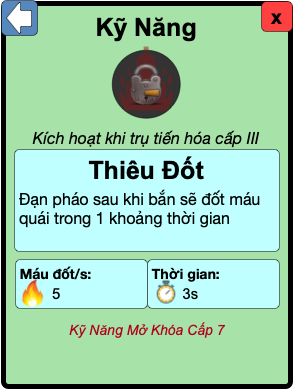 Kỹ Năng
x
Kích hoạt khi trụ tiến hóa cấp III
Thiêu Đốt
Đạn pháo sau khi bắn sẽ đốt máu
quái trong 1 khoảng thời gian
Máu đốt/s:
5
Thời gian:
3s
Kỹ Năng Mở Khóa Cấp 7